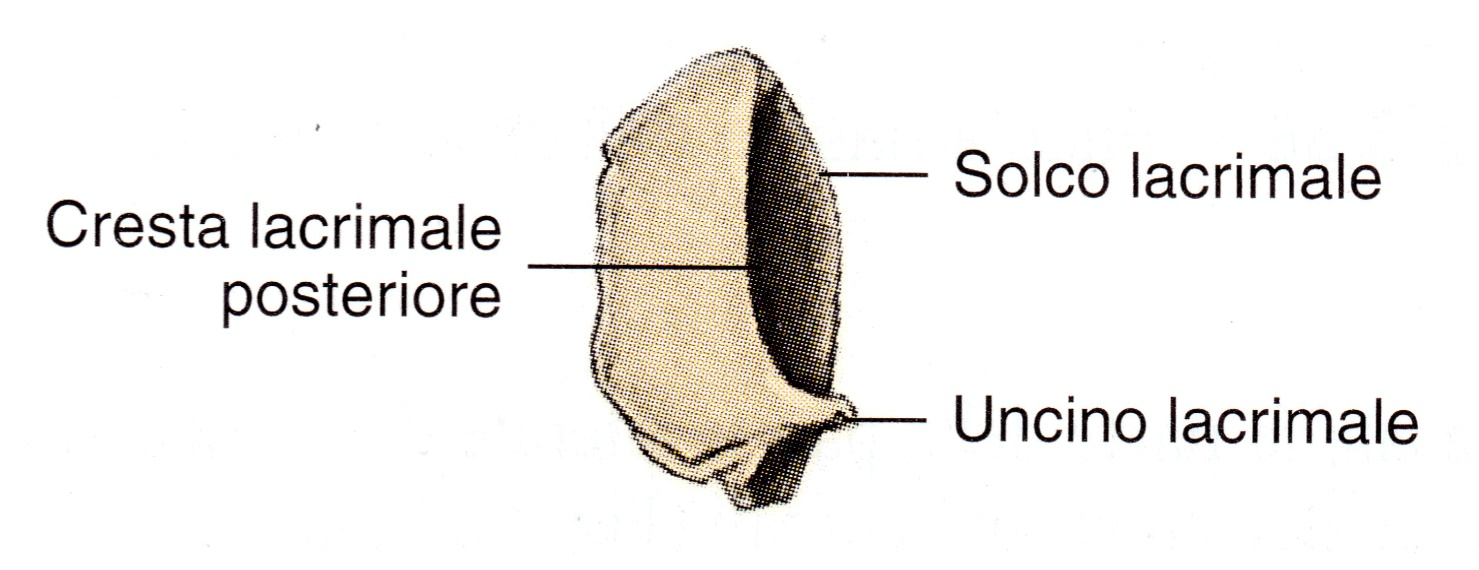 Solco lacrimale
Cresta lacrimale
posteriore
Uncino lacrimale